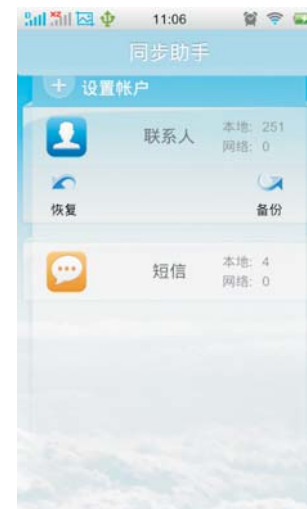 11:06
同步助手
设置帐户
联系人
本地: 251
网络: 0
恢复
备份
短信
本地: 4
网络: 0